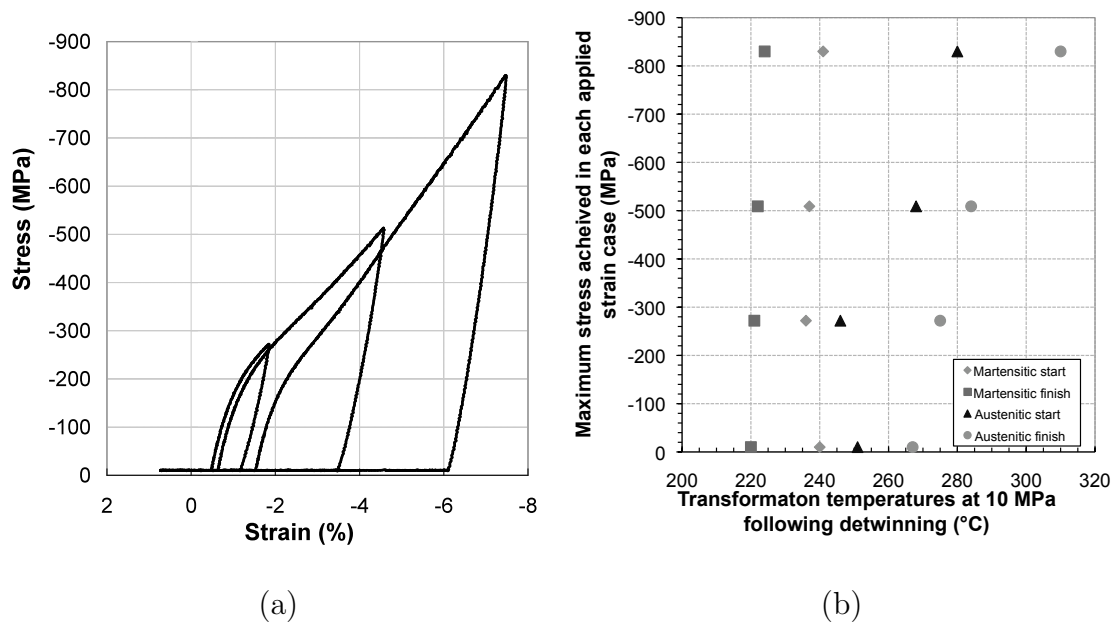 -900
-800
-700
-600
-500
-400
-300
-200
-100
0
Stress (MPa)
2 0 -2 -4 -6 -8
Strain (%)
(a)
-900
-800
-700
-600
-500
-400
-300
-200
-100
0
Maximum stress acheived in each applied
strain case (MPa)
Martensitic start
Martensitic finish
Austenitic start
Austenitic finish
200 220 240 260 280 300 320
Transformaton temperatures at 10 MPa
following detwinning (°C)
(b)